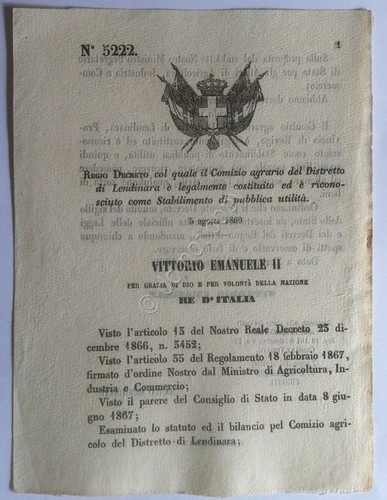 N° 5222.
1
REGIO DECRETO col quale il Comizio agrario del Distretto
di Lendinara è legalmente costituito ed è ricono-
sciuto come Stabilimento di pubblica utilità.
5 agosto 1869
VITTORIO EMANUELE II
PER GRAZIA DI DIO E PER VOLONTÀ DELLA NAZIONE
RE D'ITALIA
Visto l'articolo 15 del Nostro Reale Decreto 23 di-
cembre 1866, n. 3452;
Visto l'articolo 35 del Regolamento 18 febbraio 1867,
firmato d'ordine Nostro dal Ministro di Agricoltura, In-
dustria e Commercio;
Visto il parere del Consiglio di Stato in data 8 giu-
gno 1867;
Esaminato lo statuto ed il bilancio pel Comizio agri-
colo del Distretto di Lendinara;